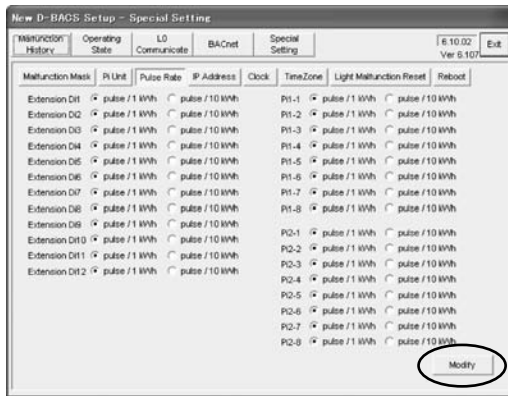 New D-BACS Setup - Special Setting
Malfunction History Operating State L0 Communicate BACnet Special Setting 6.10.02 Ver 6.107 Exit
Malfunction Mask Pi Unit Pulse Rate IP Address Clock TimeZone Light Malfunction Reset Reboot
Extension Di1 pulse / 1 kWh pulse / 10 kWh Pi1-1 pulse / 1 kWh pulse / 10 kWh
Extension Di2 pulse / 1 kWh pulse / 10 kWh Pi1-2 pulse / 1 kWh pulse / 10 kWh
Extension Di3 pulse / 1 kWh pulse / 10 kWh Pi1-3 pulse / 1 kWh pulse / 10 kWh
Extension Di4 pulse / 1 kWh pulse / 10 kWh Pi1-4 pulse / 1 kWh pulse / 10 kWh
Extension Di5 pulse / 1 kWh pulse / 10 kWh Pi1-5 pulse / 1 kWh pulse / 10 kWh
Extension Di6 pulse / 1 kWh pulse / 10 kWh Pi1-6 pulse / 1 kWh pulse / 10 kWh
Extension Di7 pulse / 1 kWh pulse / 10 kWh Pi1-7 pulse / 1 kWh pulse / 10 kWh
Extension Di8 pulse / 1 kWh pulse / 10 kWh Pi1-8 pulse / 1 kWh pulse / 10 kWh
Extension Di9 pulse / 1 kWh pulse / 10 kWh Pi2-1 pulse / 1 kWh pulse / 10 kWh
Extension Di10 pulse / 1 kWh pulse / 10 kWh Pi2-2 pulse / 1 kWh pulse / 10 kWh
Extension Di11 pulse / 1 kWh pulse / 10 kWh Pi2-3 pulse / 1 kWh pulse / 10 kWh
Extension Di12 pulse / 1 kWh pulse / 10 kWh Pi2-4 pulse / 1 kWh pulse / 10 kWh
Pi2-5 pulse / 1 kWh pulse / 10 kWh
Pi2-6 pulse / 1 kWh pulse / 10 kWh
Pi2-7 pulse / 1 kWh pulse / 10 kWh
Pi2-8 pulse / 1 kWh pulse / 10 kWh
Modify